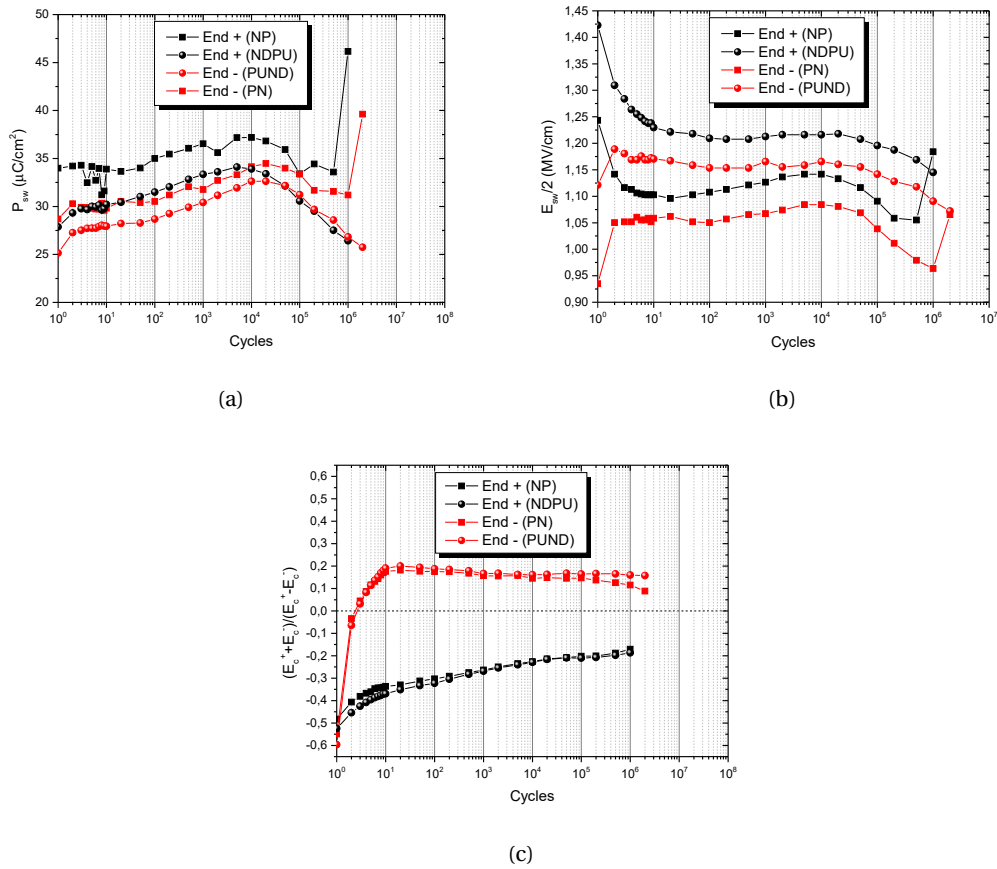 50
45
40
35
30
25
20
P_sw (μC/cm²)
End + (NP)
End + (NDPU)
End - (PUND)
End - (PN)
10⁰ 10¹ 10² 10³ 10⁴ 10⁵ 10⁶ 10⁷ 10⁸
Cycles
(a)
1,45
1,40
1,35
1,30
1,25
1,20
1,15
1,10
1,05
1,00
0,95
0,90
E_sw/2 (MV/cm)
End + (NP)
End + (NDPU)
End - (PN)
End - (PUND)
10⁰ 10¹ 10² 10³ 10⁴ 10⁵ 10⁶ 10⁷
Cycles
(b)
0,6
0,5
0,4
0,3
0,2
0,1
0,0
-0,1
-0,2
-0,3
-0,4
-0,5
-0,6
(E_c⁺+E_c⁻)/(E_c⁺-E_c⁻)
End + (NP)
End + (NDPU)
End - (PN)
End - (PUND)
10⁰ 10¹ 10² 10³ 10⁴ 10⁵ 10⁶ 10⁷ 10⁸
Cycles
(c)